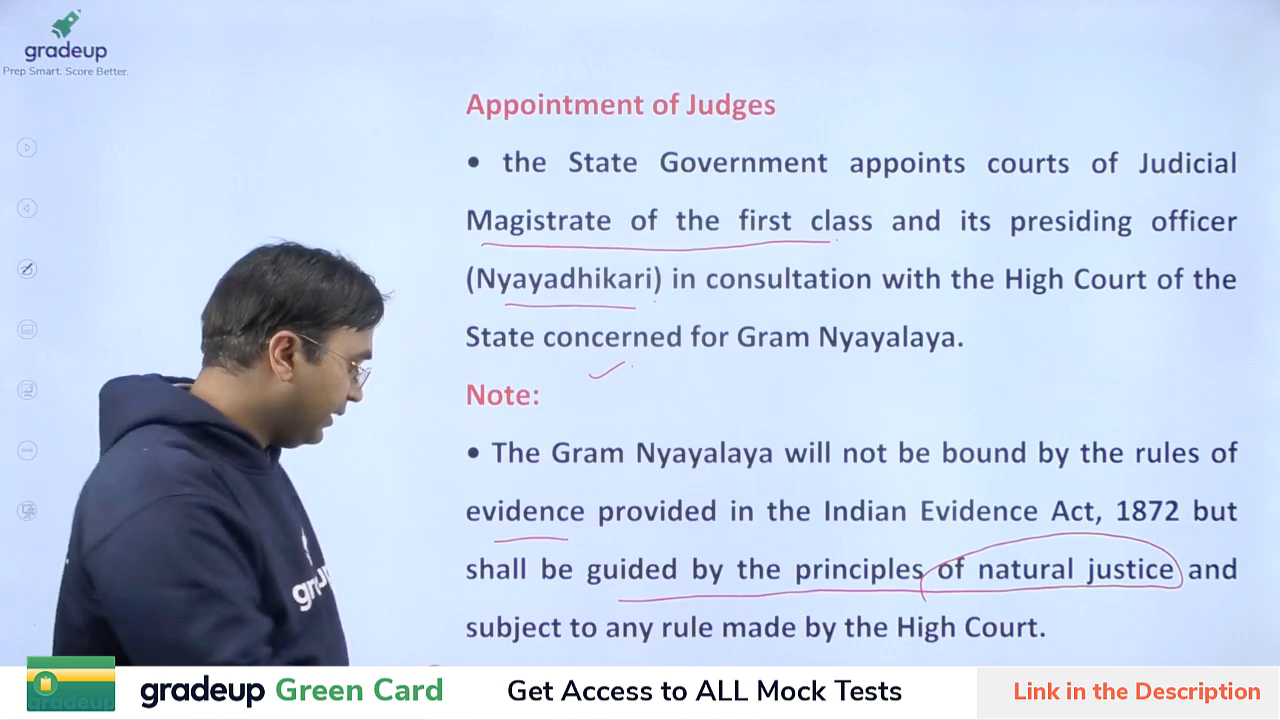 gradeup
Prep Smart. Score Better.
Appointment of Judges
• the State Government appoints courts of Judicial
Magistrate of the first class and its presiding officer
(Nyayadhikari) in consultation with the High Court of the
State concerned for Gram Nyayalaya.
Note:
• The Gram Nyayalaya will not be bound by the rules of
evidence provided in the Indian Evidence Act, 1872 but
shall be guided by the principles of natural justice and
subject to any rule made by the High Court.
gradeup Green Card
Get Access to ALL Mock Tests
Link in the Description